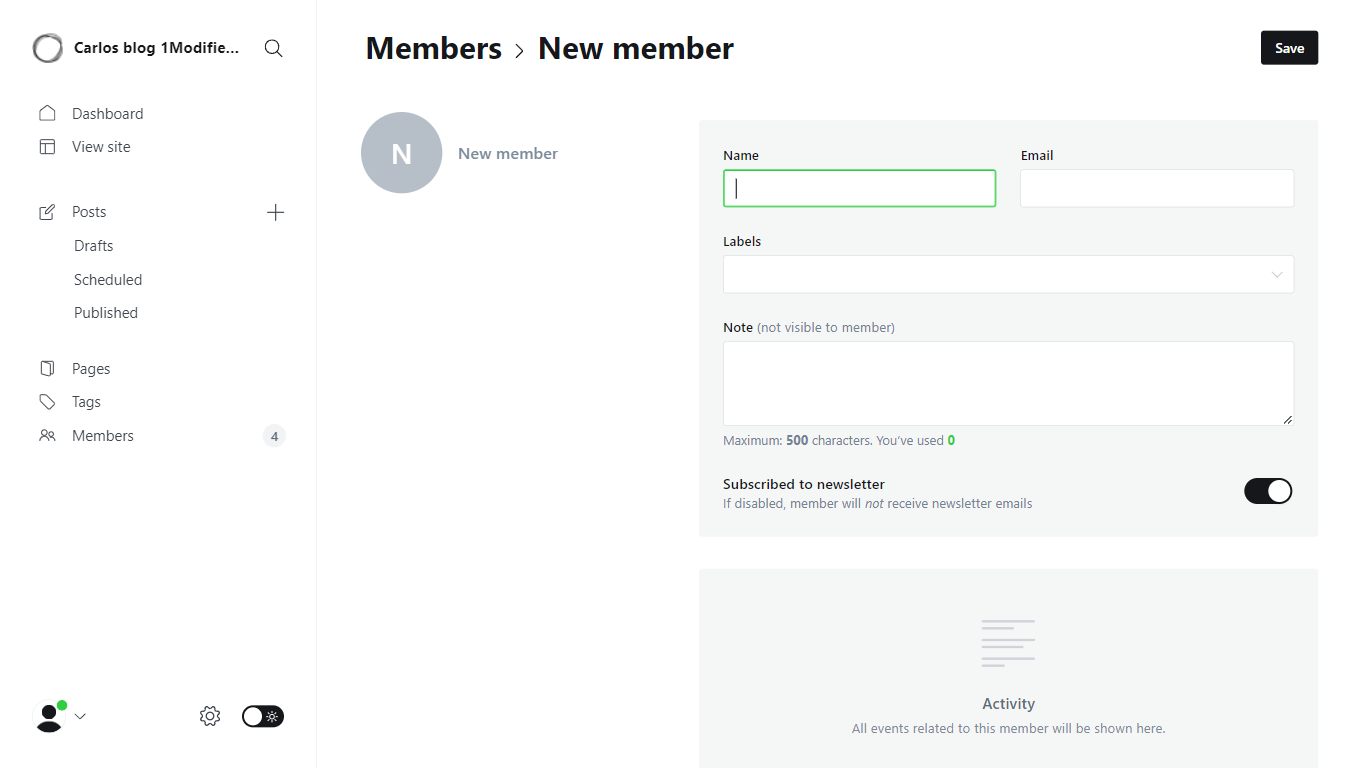 Carlos blog 1Modifie...
Dashboard
View site
Posts
Drafts
Scheduled
Published
Pages
Tags
Members 4
Members > New member
Save
N New member
Name
Email
Labels
Note (not visible to member)
Maximum: 500 characters. You've used 0
Subscribed to newsletter
If disabled, member will not receive newsletter emails
Activity
All events related to this member will be shown here.